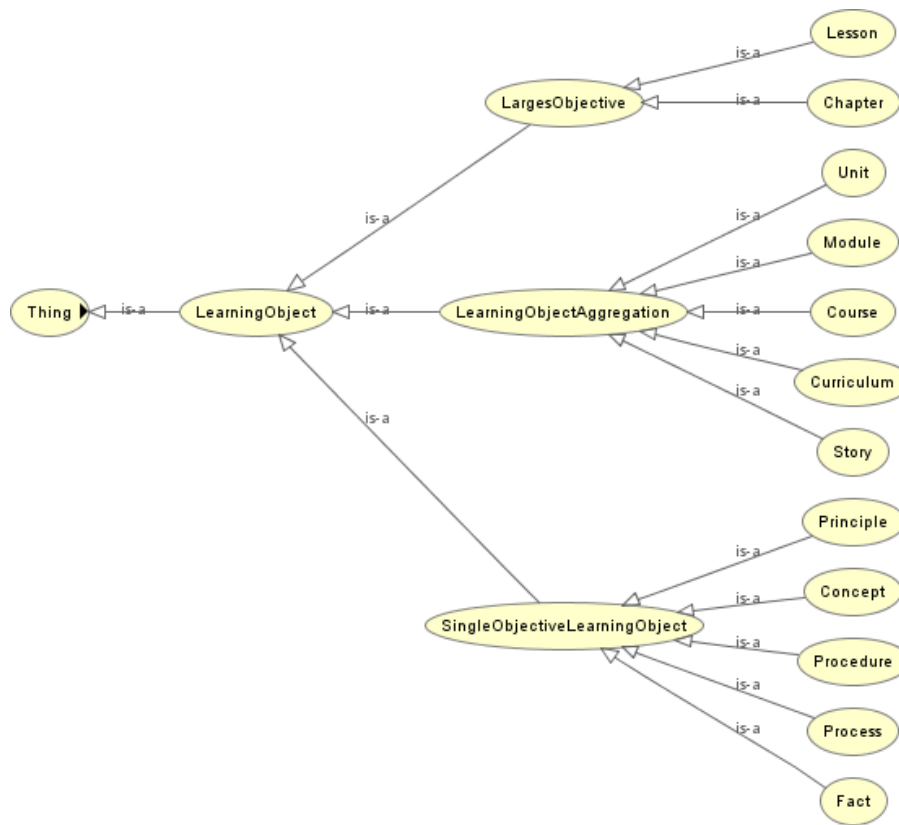 Lesson
is-a
LargesObjective
is-a
Chapter
Unit
is-a
is-a
Module
is-a
Thing
is-a
LearningObject
is-a
LearningObjectAggregation
is-a
Course
is-a
Curriculum
is-a
is-a
Story
Principle
is-a
Concept
is-a
SingleObjectiveLearningObject
is-a
Procedure
is-a
Process
is-a
Fact